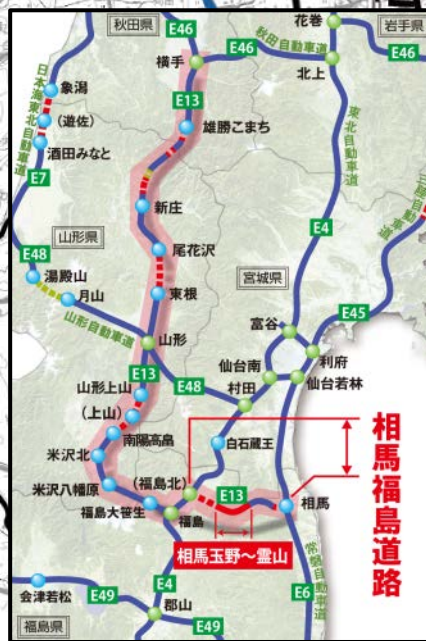 秋田県
E46
花巻
岩手県
横手
E46
秋田自動車道
E46
北上
日本海東北自動車道
象潟
E13
(遊佐)
雄勝こまち
酒田みなと
東北自動車道
E7
新庄
三陸自動車道
E4
尾花沢
E48
山形県
宮城県
湯殿山
東根
E45
月山
富谷
山形自動車道
山形
利府
仙台南
E13
E48
仙台若林
山形上山
村田
(上山)
白石蔵王
南陽高畠
米沢北
(福島北)
E13
米沢八幡原
相馬
福島大笹生
福島
相馬福島道路
相馬玉野~霊山
E4
常磐自動車道
会津若松
E6
E49
郡山
福島県
E49